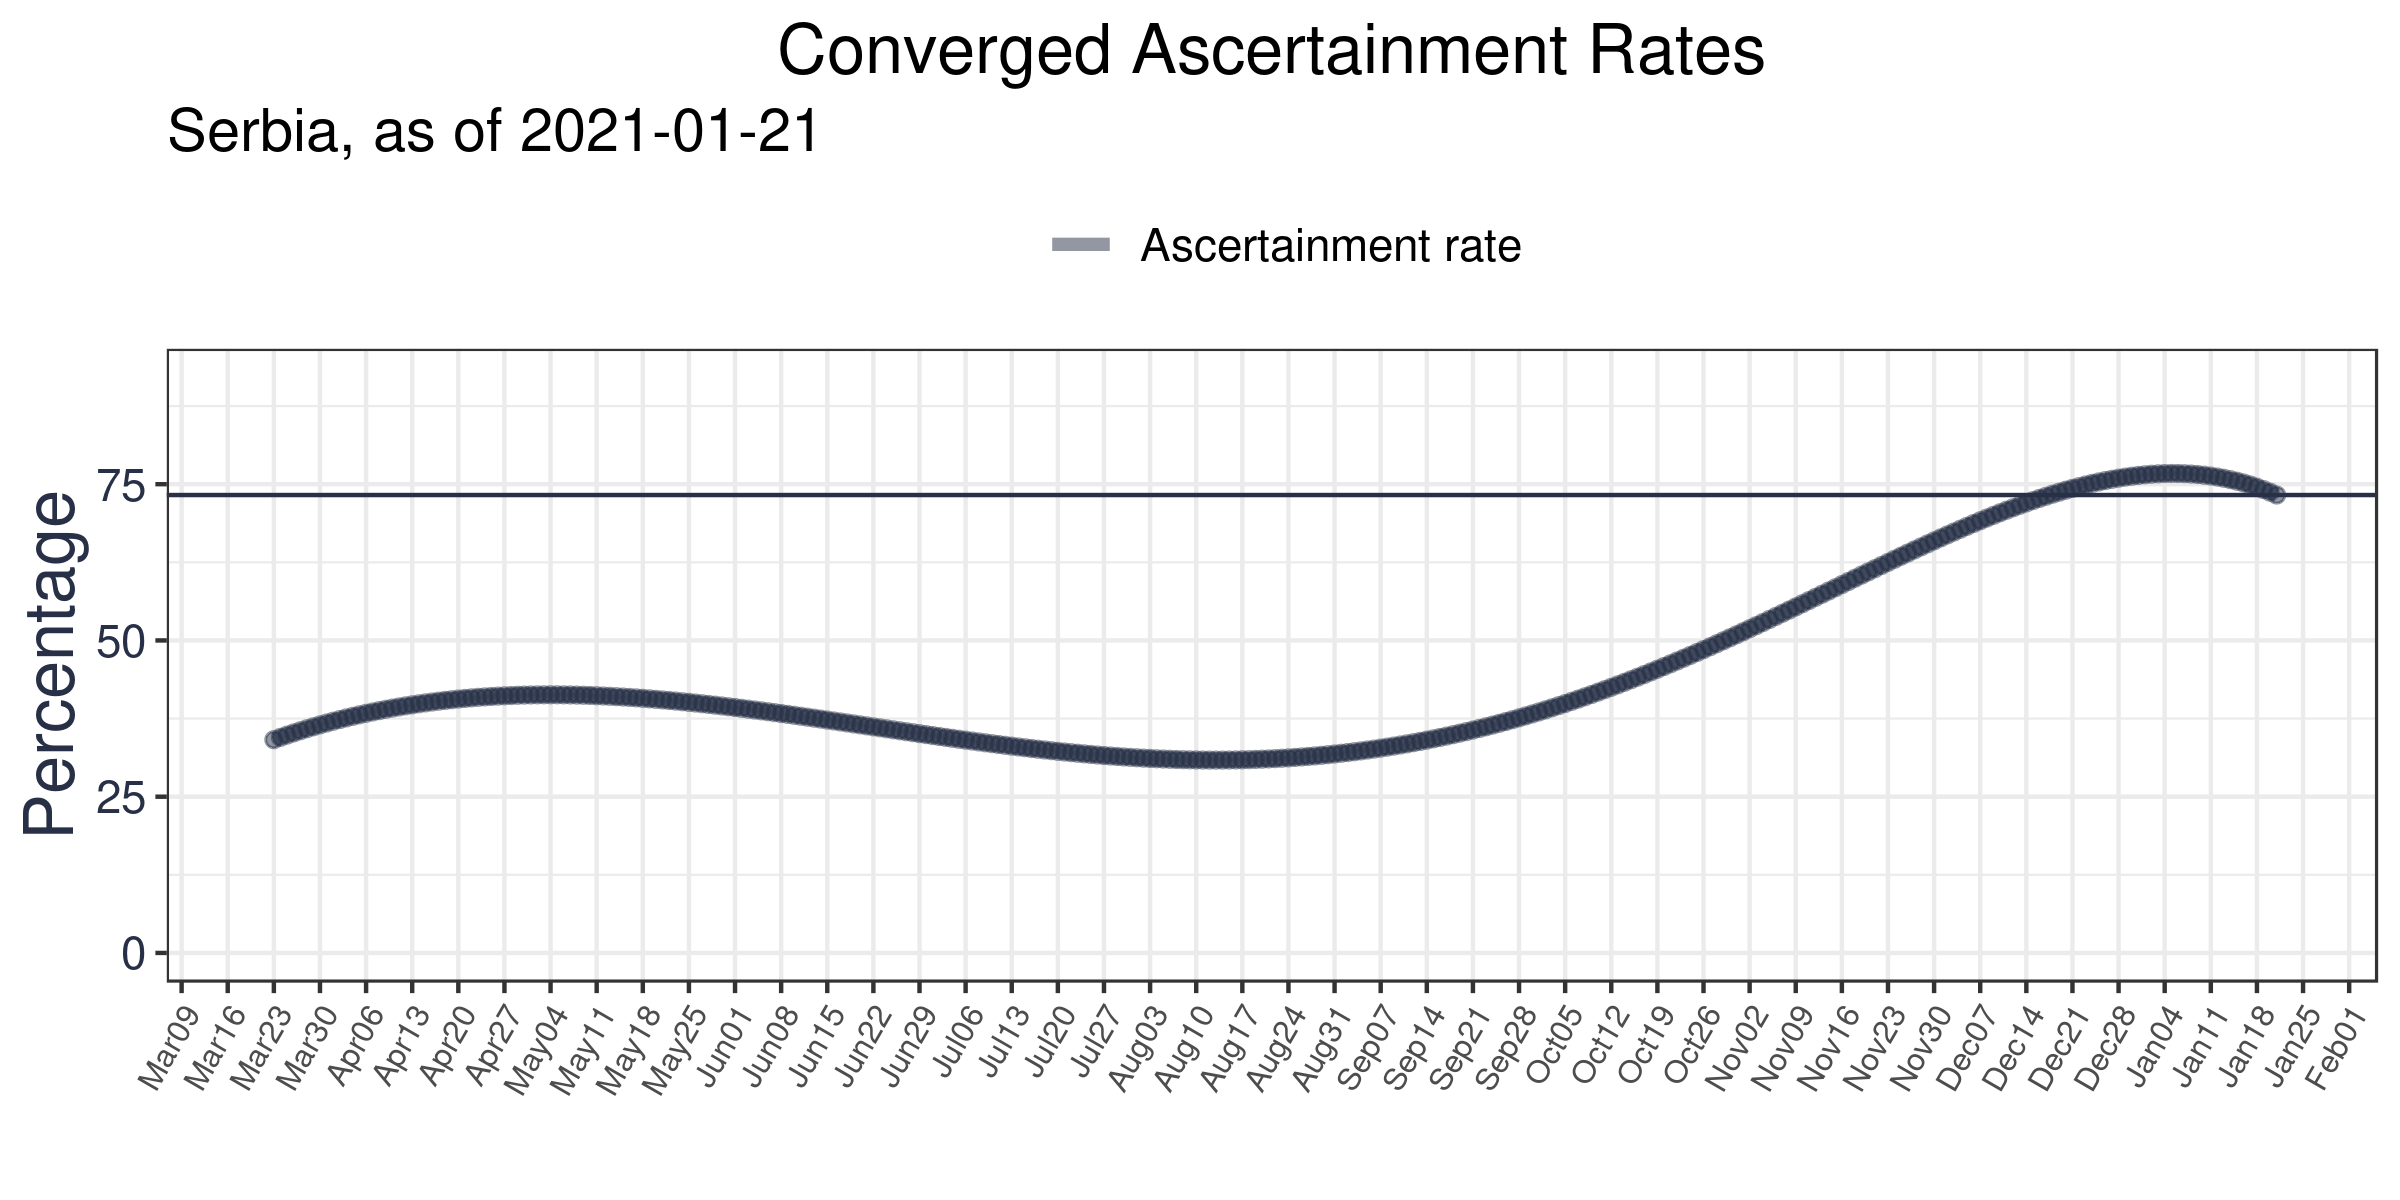 Converged Ascertainment Rates
Serbia, as of 2021-01-21
Ascertainment rate
Percentage
75
50
25
0
Mar09 Mar16 Mar23 Mar30 Apr06 Apr13 Apr20 Apr27 May04 May11 May18 May25 Jun01 Jun08 Jun15 Jun22 Jun29 Jul06 Jul13 Jul20 Jul27 Aug03 Aug10 Aug17 Aug24 Aug31 Sep07 Sep14 Sep21 Sep28 Oct05 Oct12 Oct19 Oct26 Nov02 Nov09 Nov16 Nov23 Nov30 Dec07 Dec14 Dec21 Dec28 Jan04 Jan11 Jan18 Jan25 Feb01